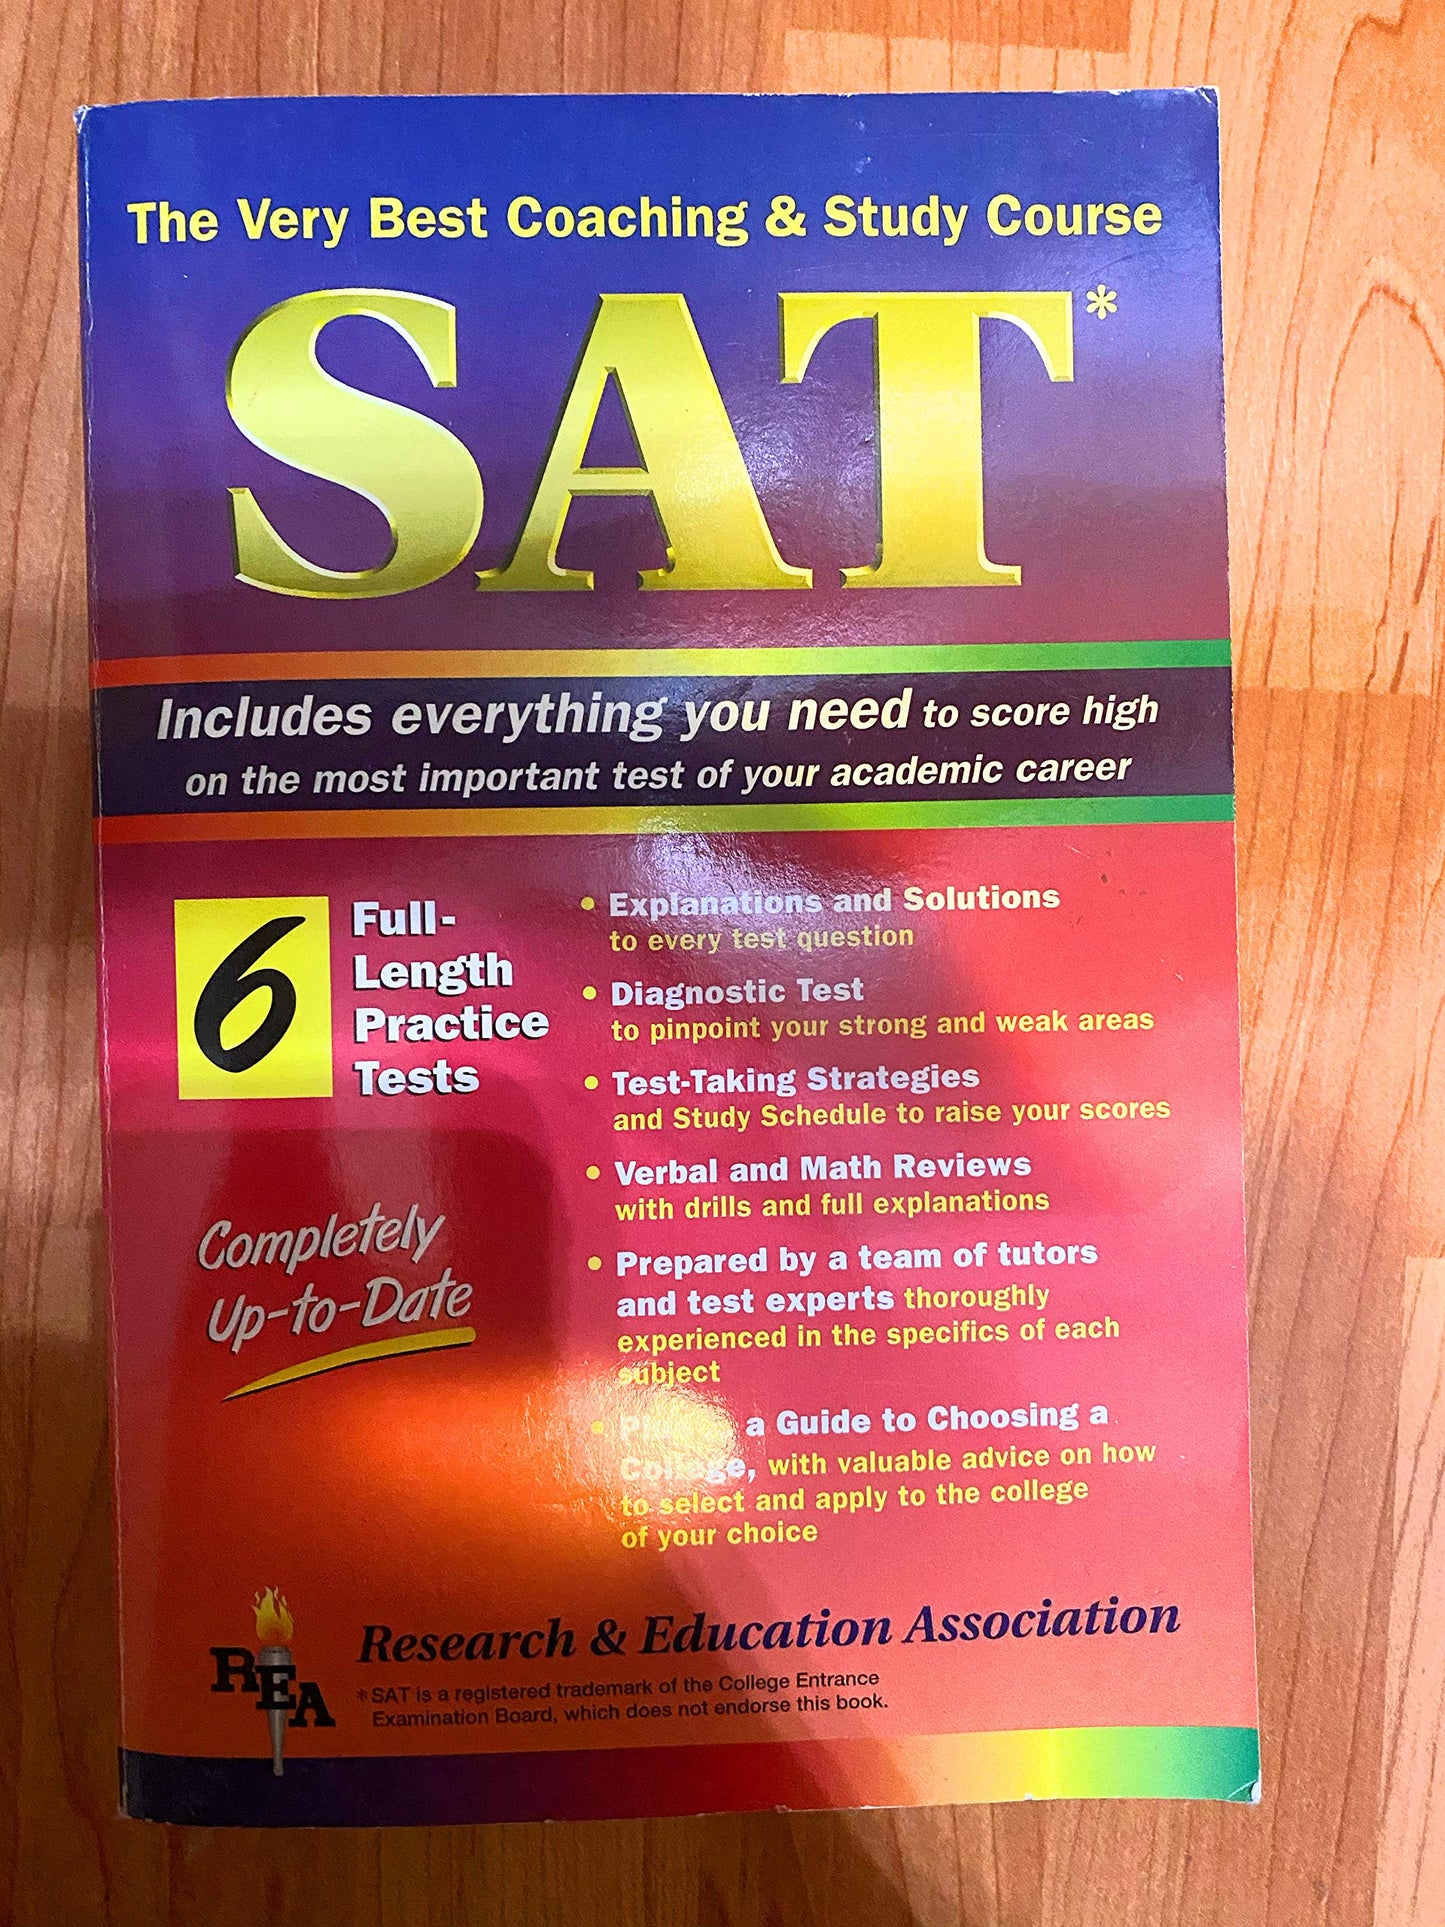 The Very Best Coaching & Study Course
SAT*
Includes everything you need to score high
on the most important test of your academic career
6
Full-
Length
Practice
Tests
Completely
Up-to-Date
• Explanations and Solutions
to every test question
• Diagnostic Test
to pinpoint your strong and weak areas
• Test-Taking Strategies
and Study Schedule to raise your scores
• Verbal and Math Reviews
with drills and full explanations
• Prepared by a team of tutors
and test experts thoroughly
experienced in the specifics of each
subject
• a Guide to Choosing a
College, with valuable advice on how
to select and apply to the college
of your choice
REA
Research & Education Association
*SAT is a registered trademark of the College Entrance
Examination Board, which does not endorse this book.